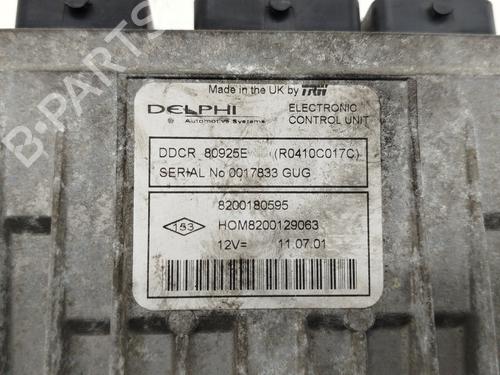 Made in the UK by TRW
DELPHI
Automotive Systems
ELECTRONIC
CONTROL UNIT
DDCR 80925E (R0410C017C)
SERIAL No 0017833 GUG
8200180595
153
HOM8200129063
12V= 11.07.01
B-PARTS